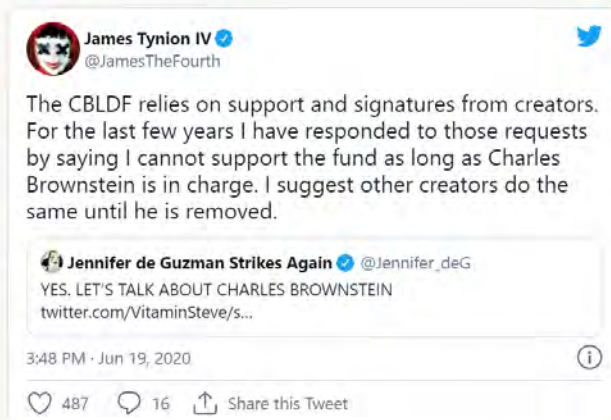 James Tynion IV
@JamesTheFourth
The CBLDF relies on support and signatures from creators.
For the last few years I have responded to those requests
by saying I cannot support the fund as long as Charles
Brownstein is in charge. I suggest other creators do the
same until he is removed.
Jennifer de Guzman Strikes Again @Jennifer_deG
YES. LET'S TALK ABOUT CHARLES BROWNSTEIN
twitter.com/VitaminSteve/s...
3:48 PM · Jun 19, 2020
487 16 Share this Tweet